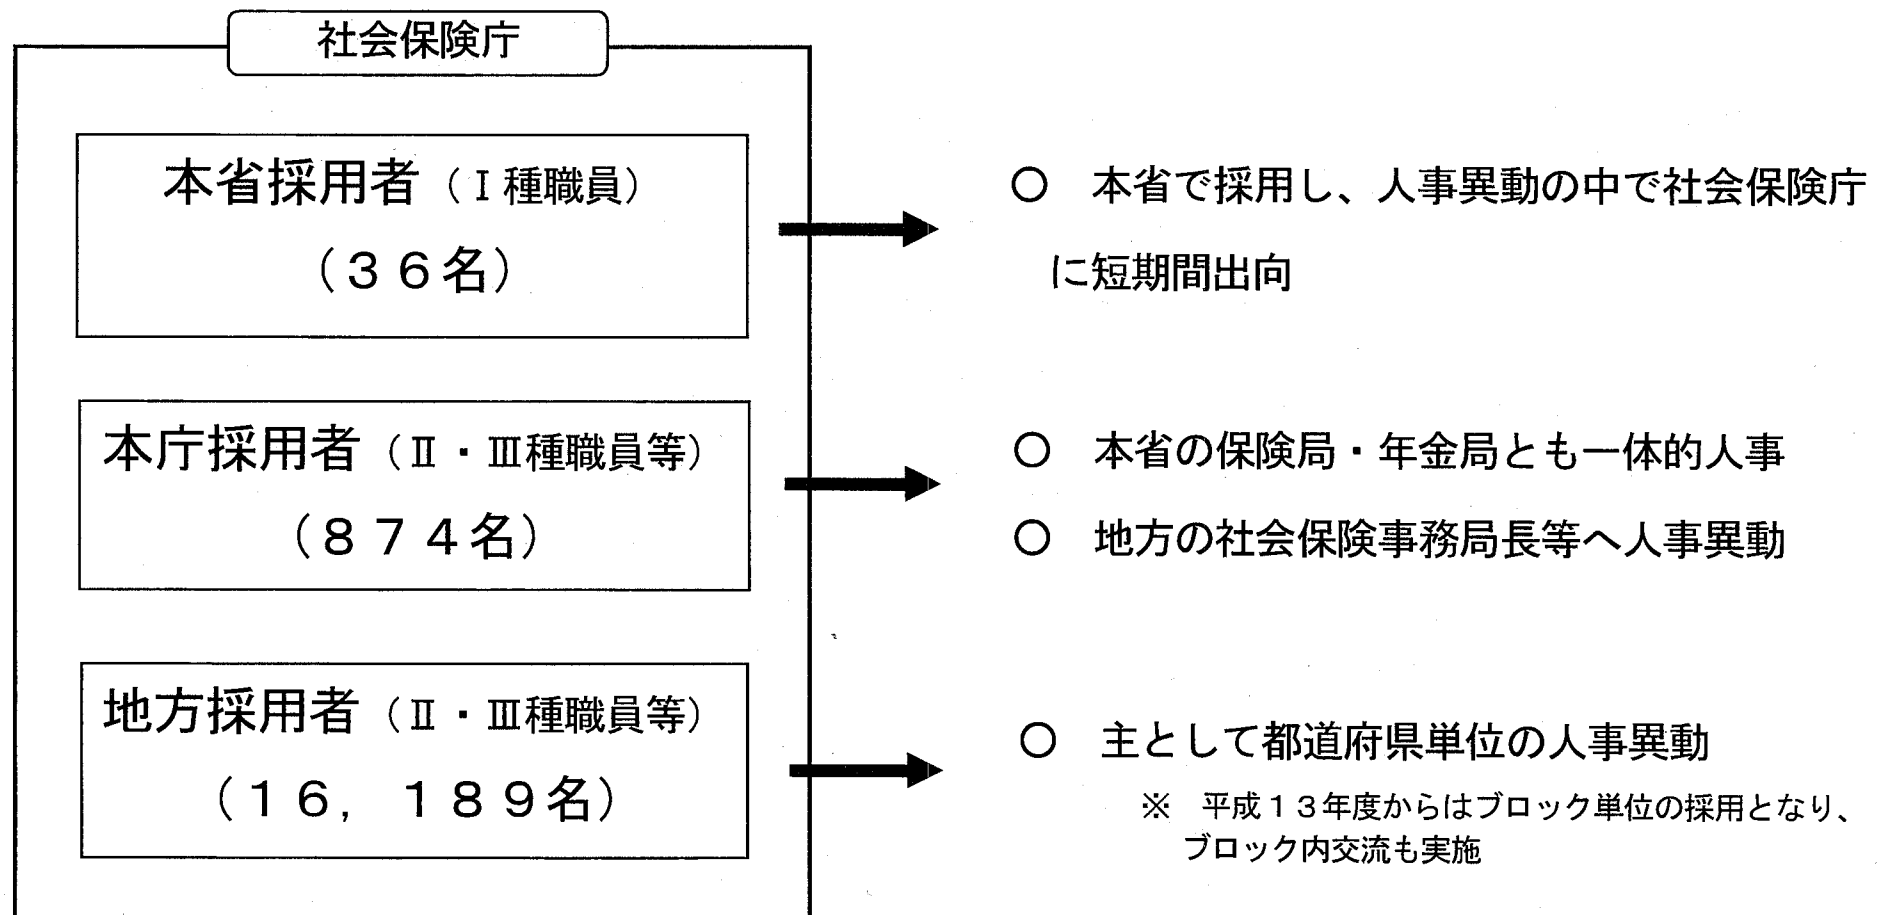 社会保険庁
本省採用者（Ⅰ種職員）
（３６名）
○　本省で採用し、人事異動の中で社会保険庁
に短期間出向
本庁採用者（Ⅱ・Ⅲ種職員等）
（８７４名）
○　本省の保険局・年金局とも一体的人事
○　地方の社会保険事務局長等へ人事異動
地方採用者（Ⅱ・Ⅲ種職員等）
（１６，１８９名）
○　主として都道府県単位の人事異動
※　平成１３年度からはブロック単位の採用となり、
ブロック内交流も実施